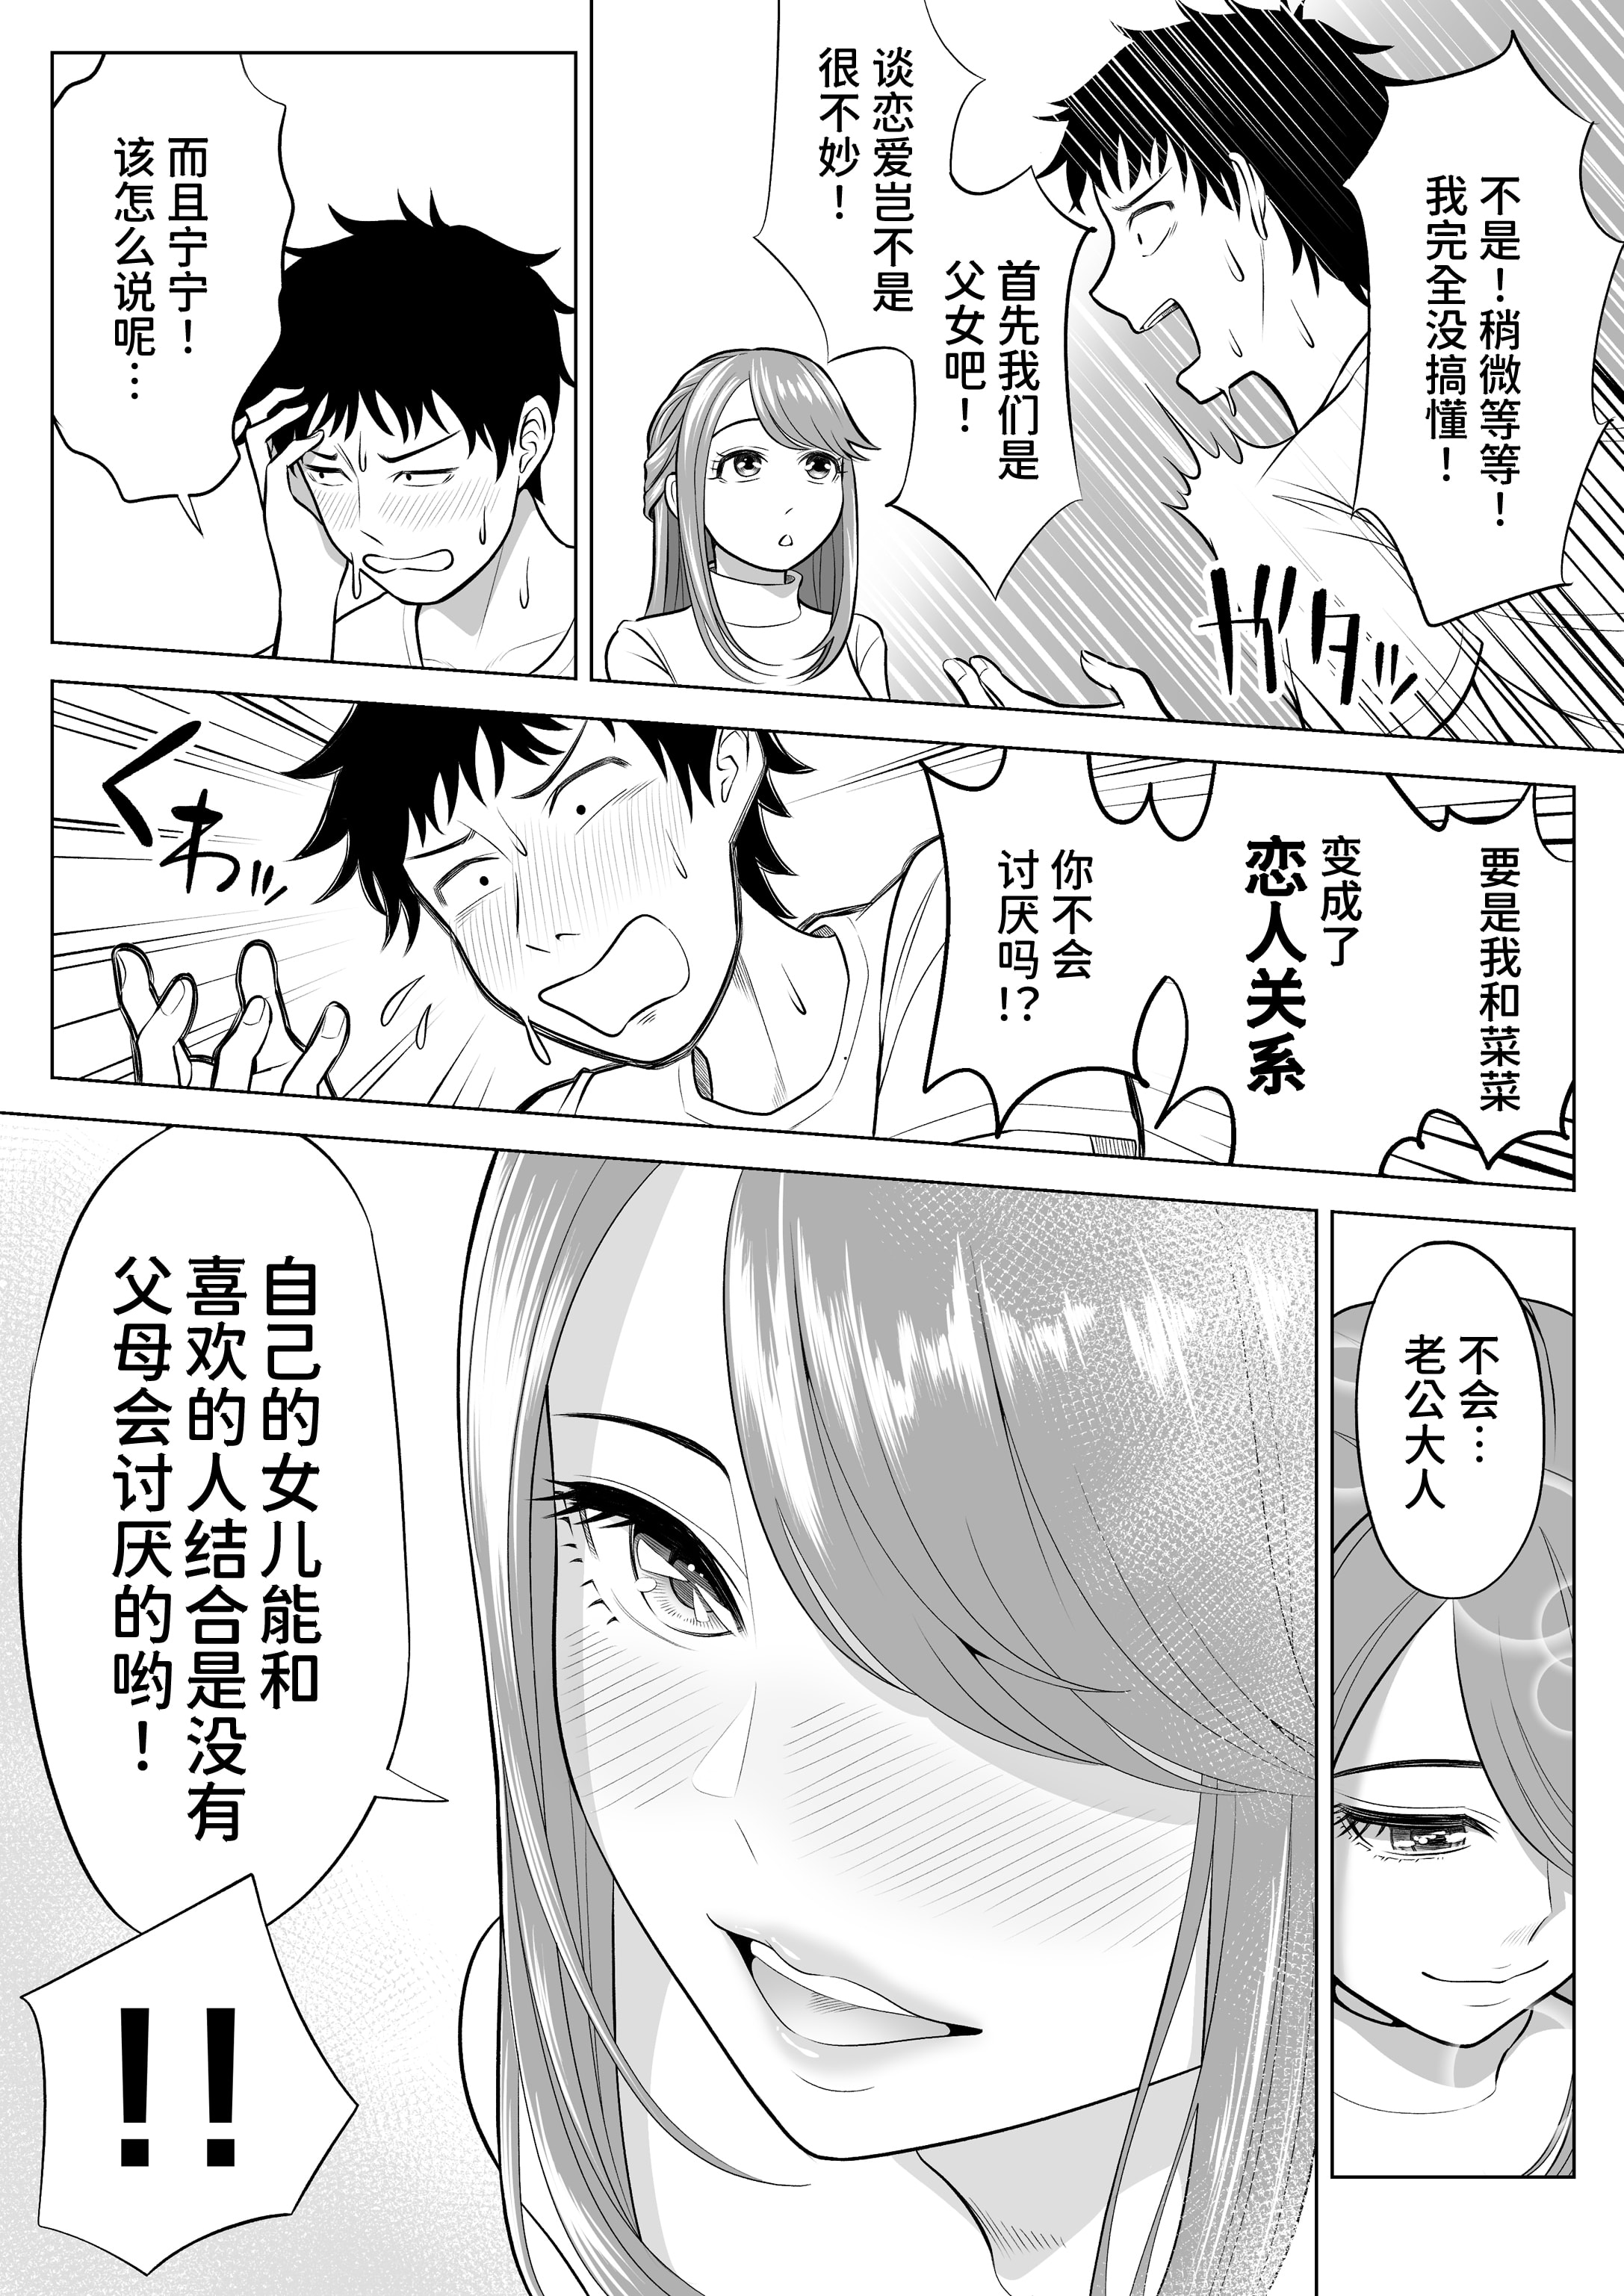 不是！稍微等等！
我完全没搞懂！
首先我们是
父女吧！
谈恋爱岂不是
很不妙！
ガタッ
而且宁宁！
该怎么说呢…
要是我和菜菜
变成了
恋人关系
你不会
讨厌吗！？
くわッ
不会…
老公大人
自己的女儿能和
喜欢的人结合是没有
父母会讨厌的哟！
！！